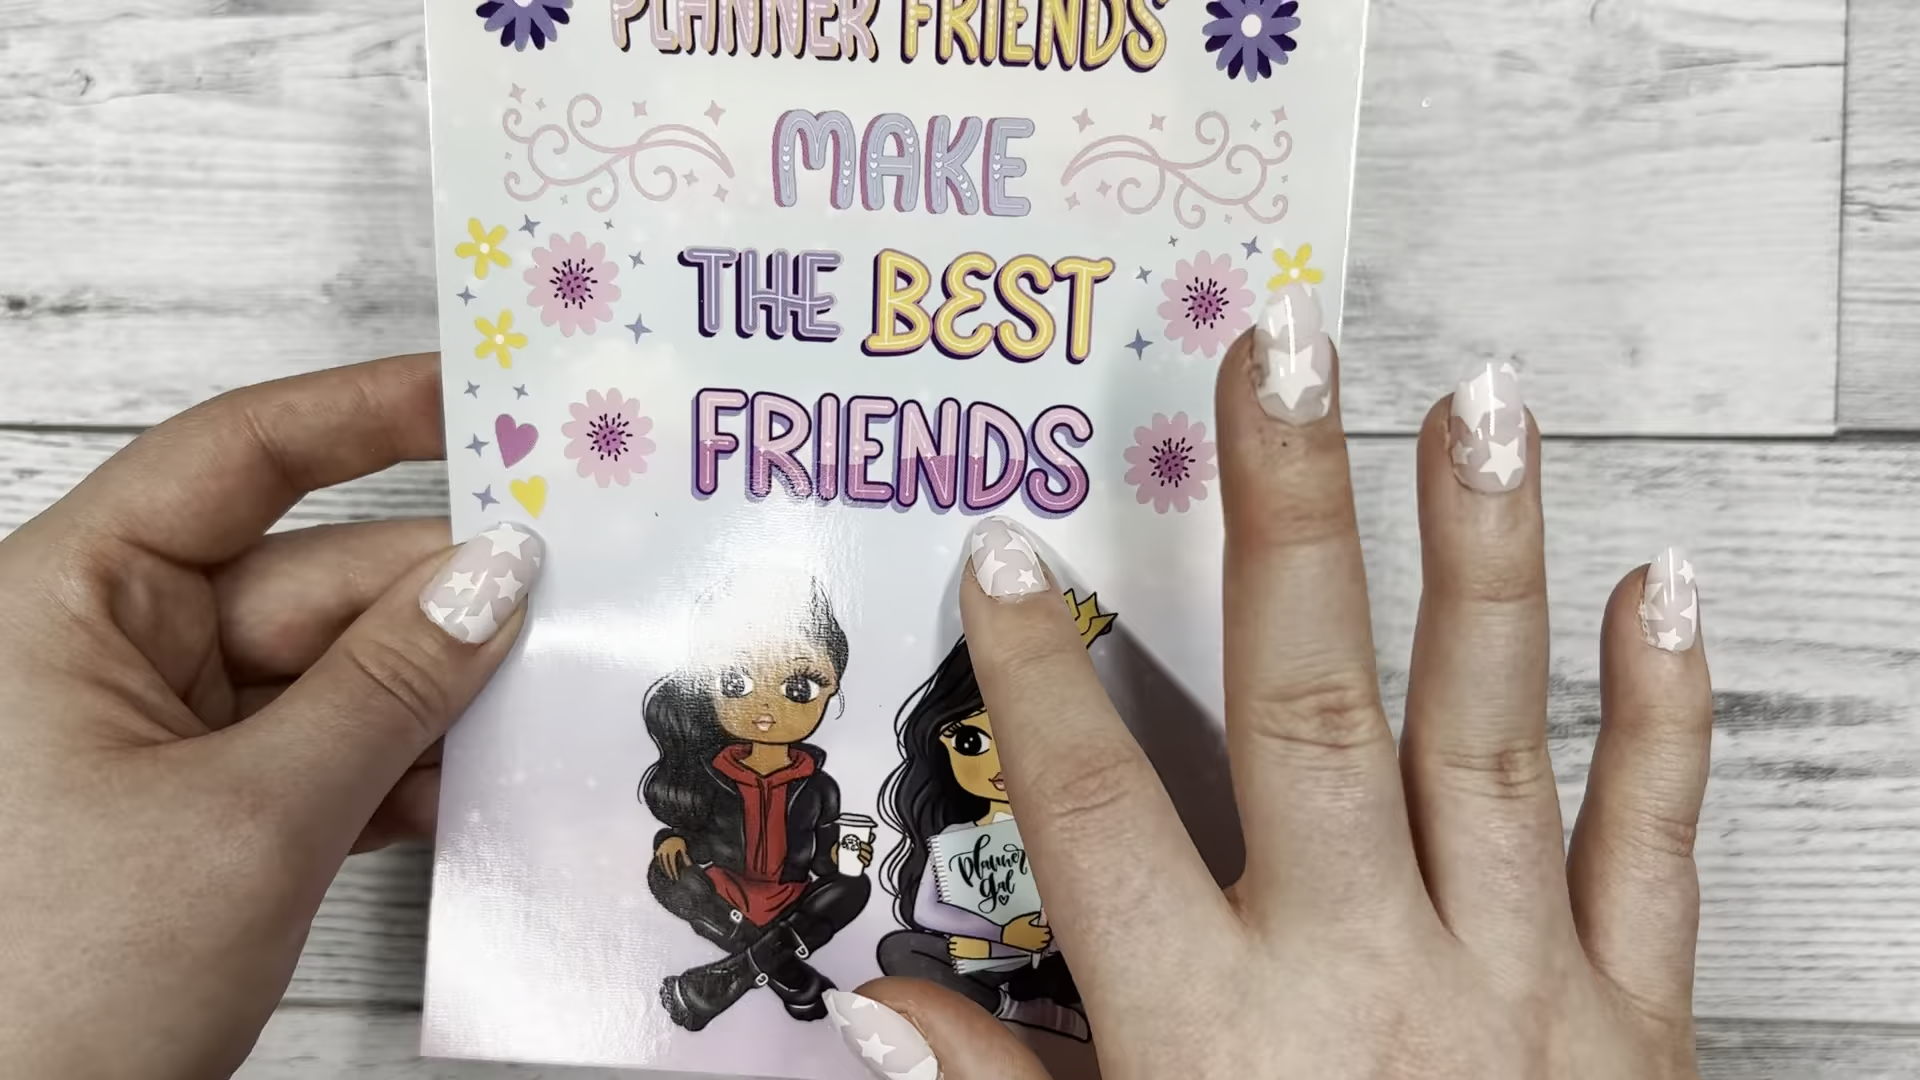 PLANNER FRIENDS
MAKE
THE BEST
FRIENDS
Planner
gal